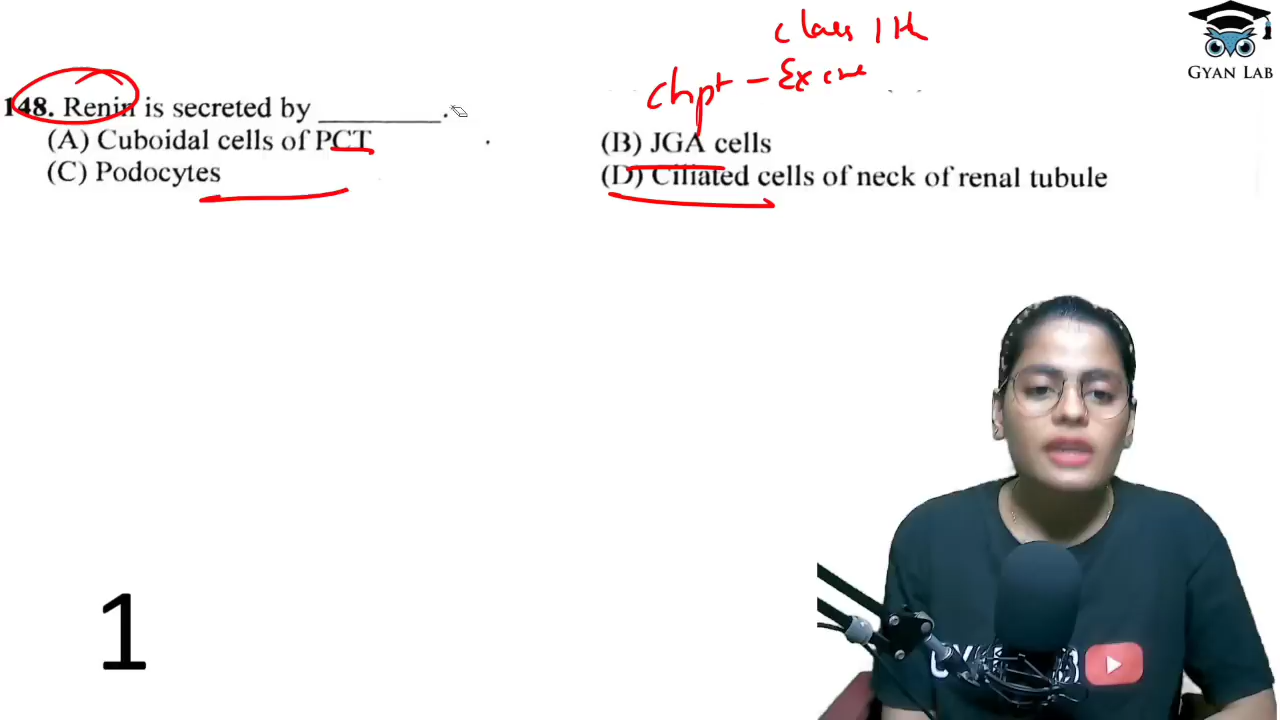 class 11th
GYAN LAB
chpt - Excre
148. Renin is secreted by ________.
(A) Cuboidal cells of PCT
(B) JGA cells
(C) Podocytes
(D) Ciliated cells of neck of renal tubule
1